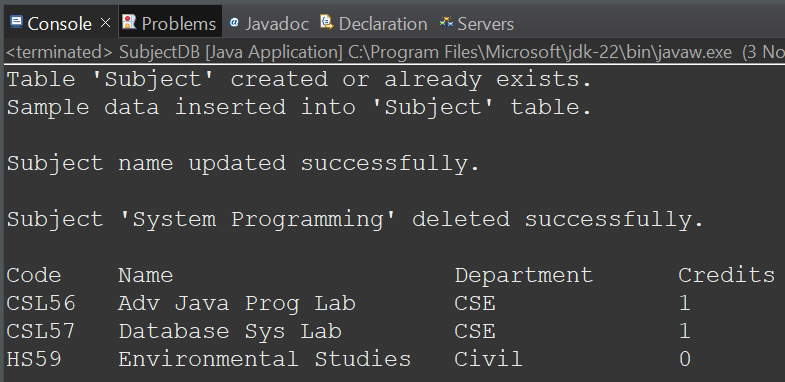 Console Problems Javadoc Declaration Servers
<terminated> SubjectDB [Java Application] C:\Program Files\Microsoft\jdk-22\bin\javaw.exe (3 No
Table 'Subject' created or already exists.
Sample data inserted into 'Subject' table.
Subject name updated successfully.
Subject 'System Programming' deleted successfully.
Code Name Department Credits
CSL56 Adv Java Prog Lab CSE 1
CSL57 Database Sys Lab CSE 1
HS59 Environmental Studies Civil 0